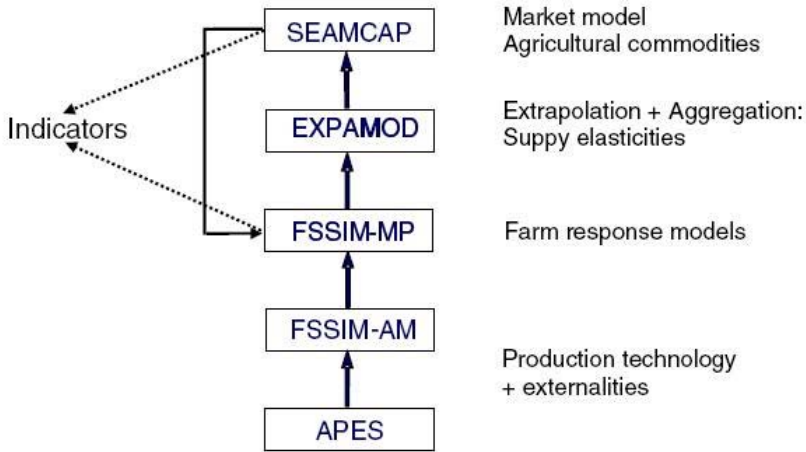 SEAMCAP
Market model
Agricultural commodities
Indicators
EXPAMOD
Extrapolation + Aggregation:
Suppy elasticities
FSSIM-MP
Farm response models
FSSIM-AM
Production technology
+ externalities
APES